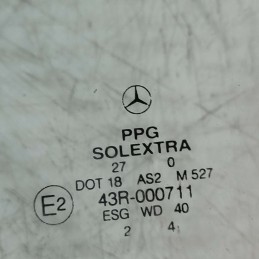 PPG
SOLEXTRA
27 0
DOT 18 AS2 M 527
E2 43R-000711
ESG WD 40
2 4